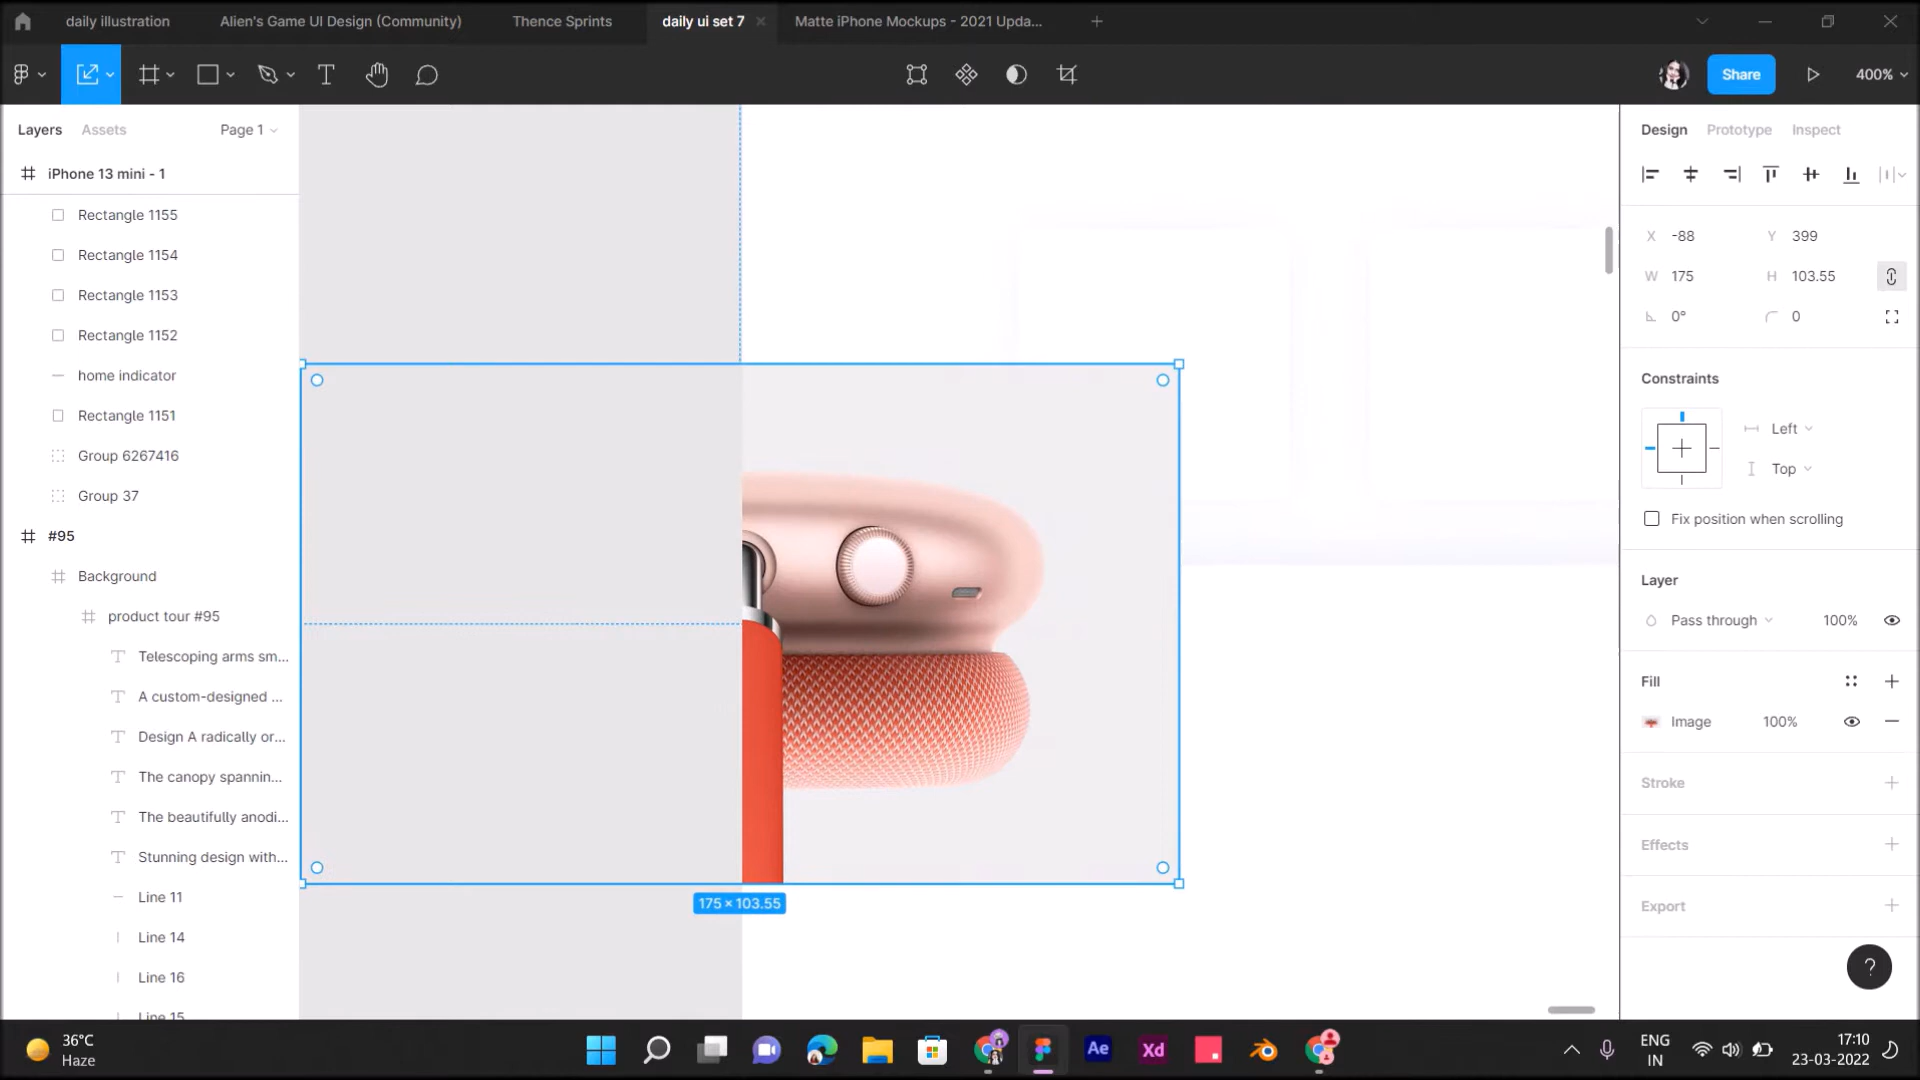 daily illustration
Alien's Game UI Design (Community)
Thence Sprints
daily ui set 7
Matte iPhone Mockups - 2021 Upda...
Share
400%
Layers
Assets
Page 1
iPhone 13 mini - 1
Rectangle 1155
Rectangle 1154
Rectangle 1153
Rectangle 1152
home indicator
Rectangle 1151
Group 6267416
Group 37
#95
Background
product tour #95
Telescoping arms sm...
A custom-designed ...
Design A radically or...
The canopy spannin...
The beautifully anodi...
Stunning design with...
Line 11
Line 14
Line 16
Line 15
175 × 103.55
Design
Prototype
Inspect
X -88
Y 399
W 175
H 103.55
0°
0
Constraints
Left
Top
Fix position when scrolling
Layer
Pass through
100%
Fill
Image
100%
Stroke
Effects
Export
?
36°C
Haze
Ae
Xd
ENG
IN
17:10
23-03-2022